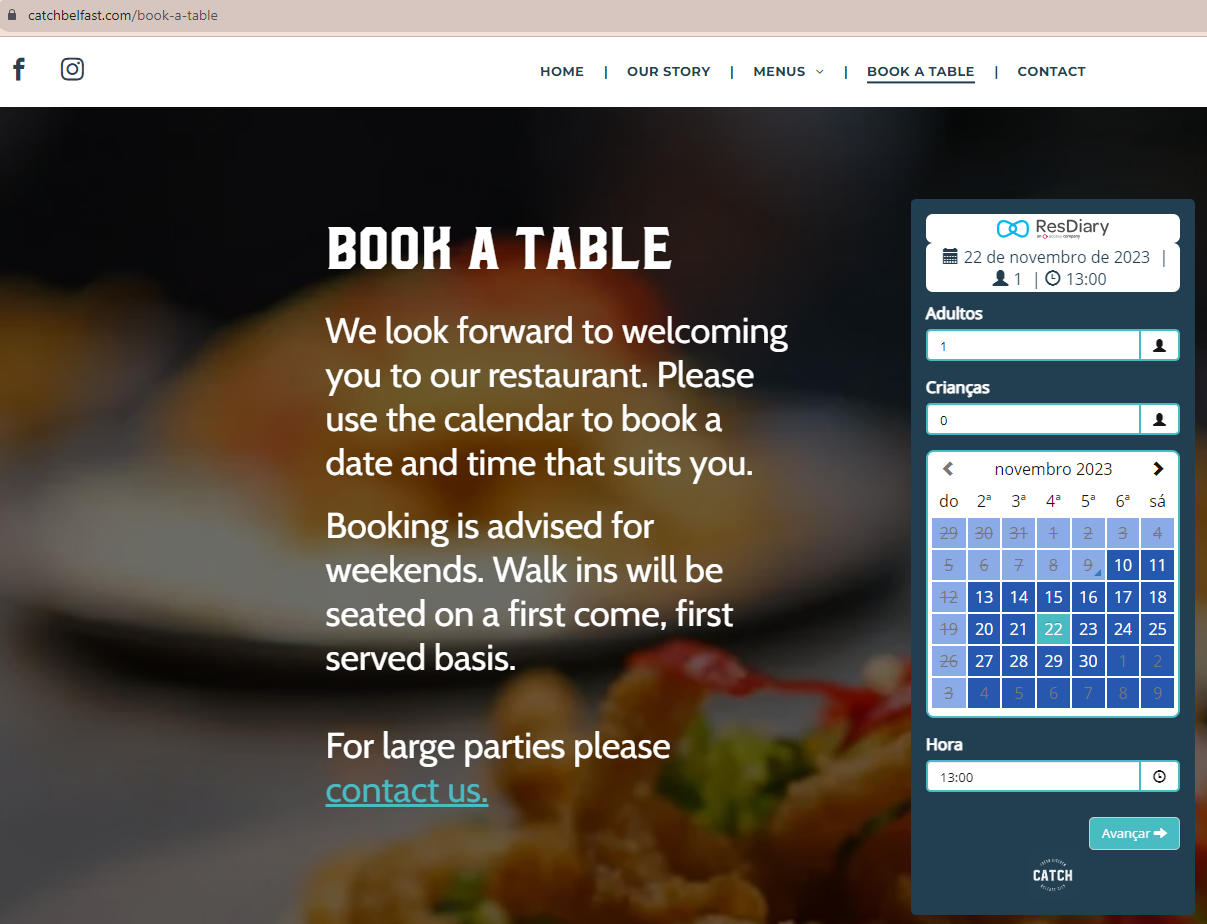 catchbelfast.com/book-a-table
HOME | OUR STORY | MENUS | BOOK A TABLE | CONTACT
BOOK A TABLE
We look forward to welcoming
you to our restaurant. Please
use the calendar to book a
date and time that suits you.
Booking is advised for
weekends. Walk ins will be
seated on a first come, first
served basis.
For large parties please
contact us.
ResDiary
22 de novembro de 2023 |
1 | 13:00
Adultos
1
Crianças
0
novembro 2023
do 2ª 3ª 4ª 5ª 6ª sá
29 30 31 1 2 3 4
5 6 7 8 9 10 11
12 13 14 15 16 17 18
19 20 21 22 23 24 25
26 27 28 29 30 1 2
3 4 5 6 7 8 9
Hora
13:00
Avançar
CATCH